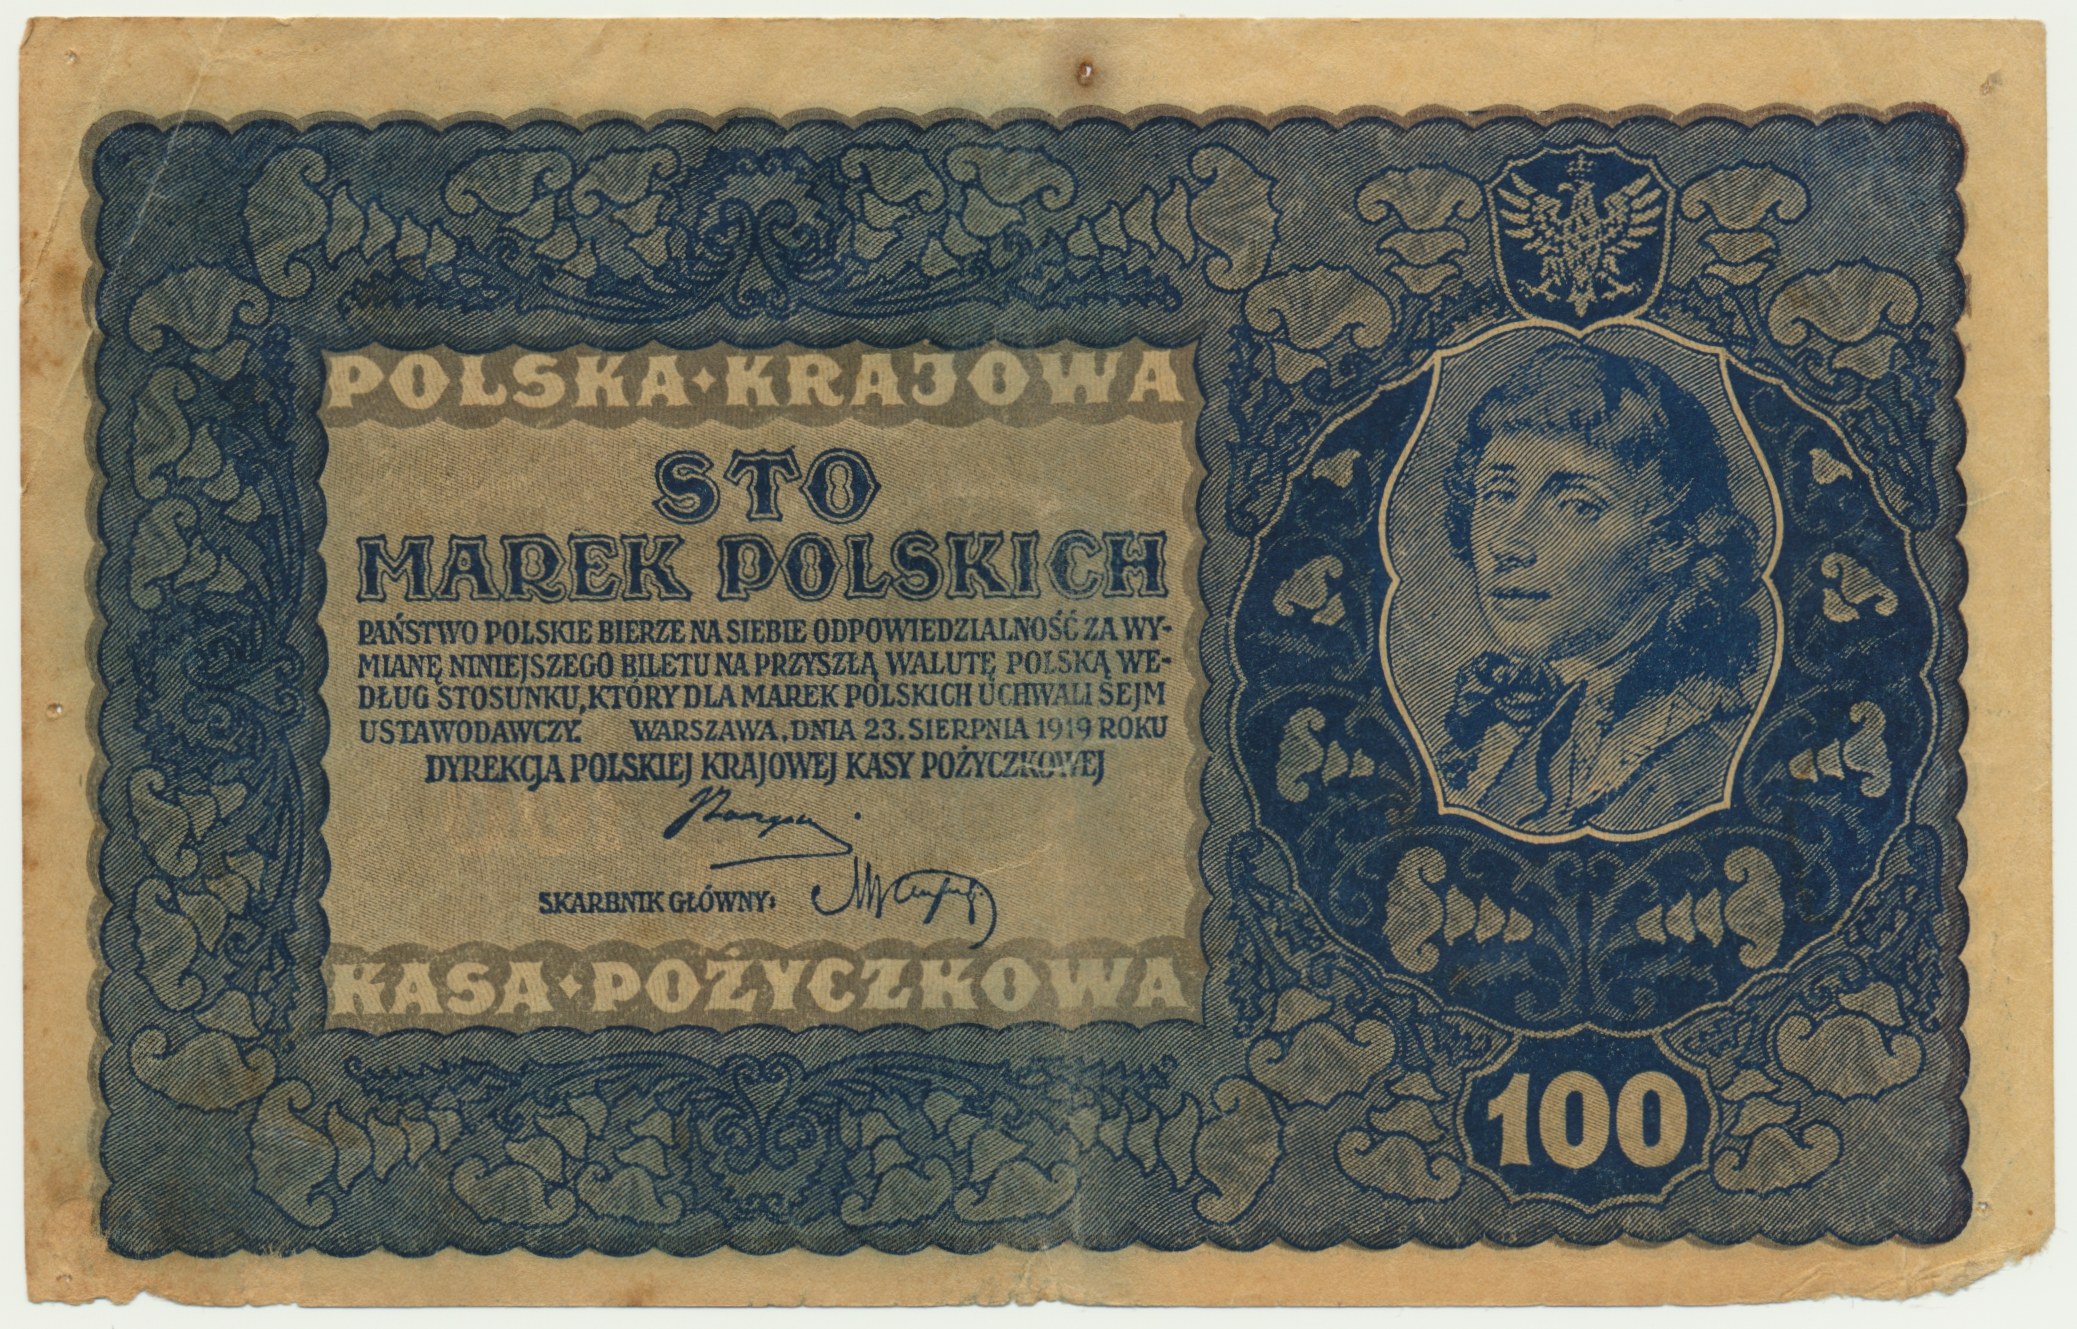 POLSKA · KRAJOWA
STO
MAREK POLSKICH
PAŃSTWO POLSKIE BIERZE NA SIEBIE ODPOWIEDZIALNOŚĆ ZA WY-
MIANĘ NINIEJSZEGO BILETU NA PRZYSZŁĄ WALUTĘ POLSKĄ WE-
DŁUG STOSUNKU, KTÓRY DLA MAREK POLSKICH UCHWALI SEJM
USTAWODAWCZY. WARSZAWA, DNIA 23. SIERPNIA 1919 ROKU
DYREKCJA POLSKIEJ KRAJOWEJ KASY POŻYCZKOWEJ
SKARBNIK GŁÓWNY:
KASA · POŻYCZKOWA
100